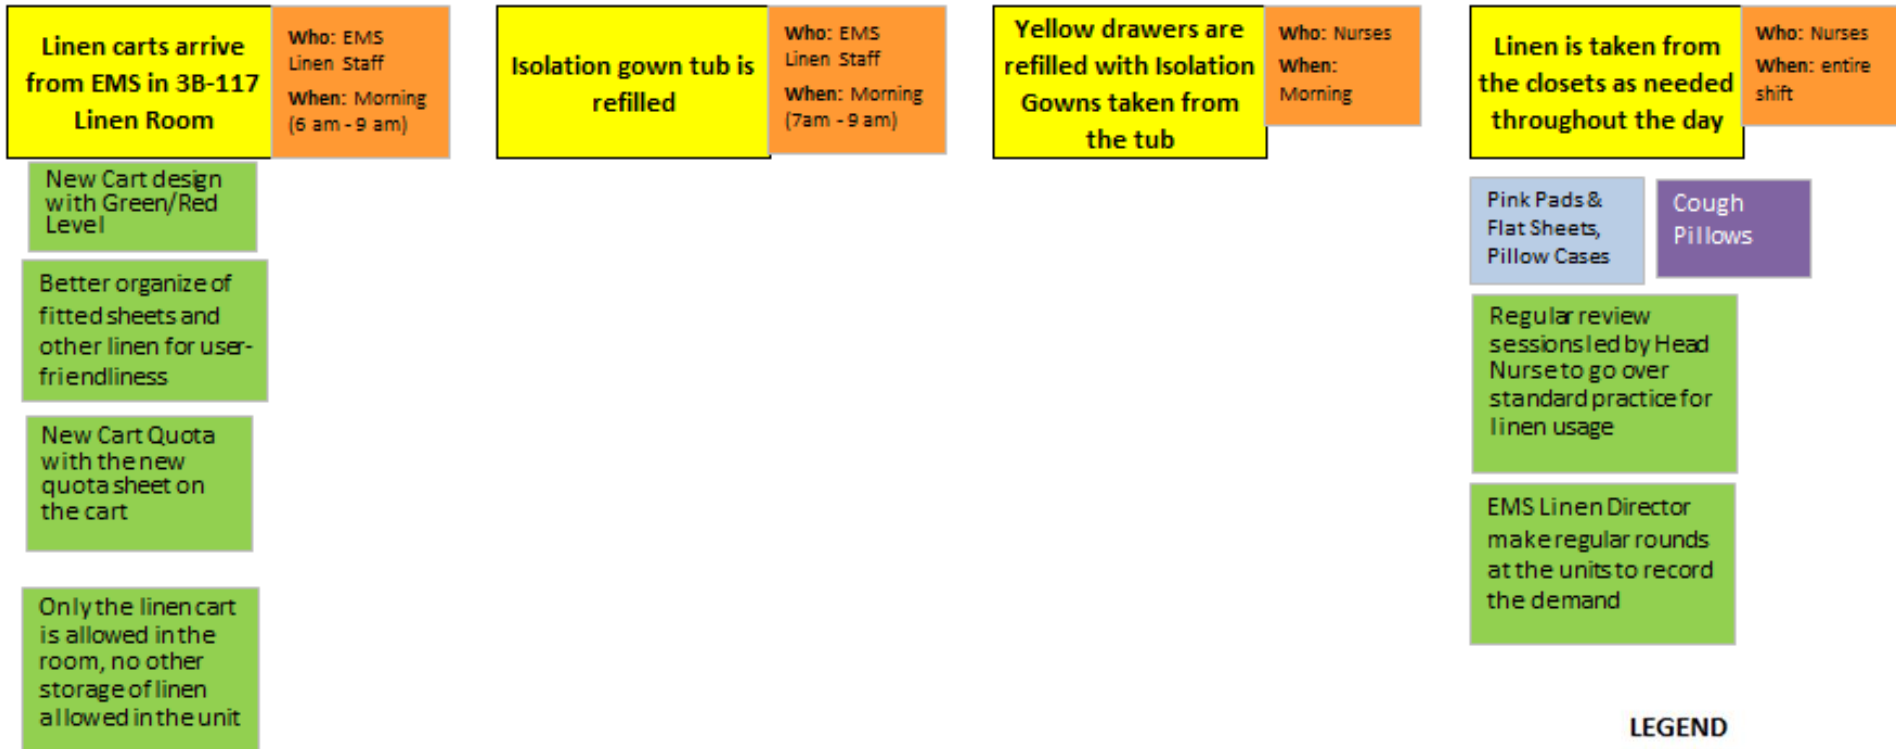 Linen carts arrive
from EMS in 3B-117
Linen Room
Who: EMS
Linen Staff
When: Morning
(6 am - 9 am)
New Cart design
with Green/Red
Level
Better organize of
fitted sheets and
other linen for user-
friendliness
New Cart Quota
with the new
quota sheet on
the cart
Only the linen cart
is allowed in the
room, no other
storage of linen
allowed in the unit
Isolation gown tub is
refilled
Who: EMS
Linen Staff
When: Morning
(7am - 9 am)
Yellow drawers are
refilled with Isolation
Gowns taken from
the tub
Who: Nurses
When:
Morning
Linen is taken from
the closets as needed
throughout the day
Who: Nurses
When: entire
shift
Pink Pads &
Flat Sheets,
Pillow Cases
Cough
Pillows
Regular review
sessions led by Head
Nurse to go over
standard practice for
linen usage
EMS Linen Director
make regular rounds
at the units to record
the demand
LEGEND